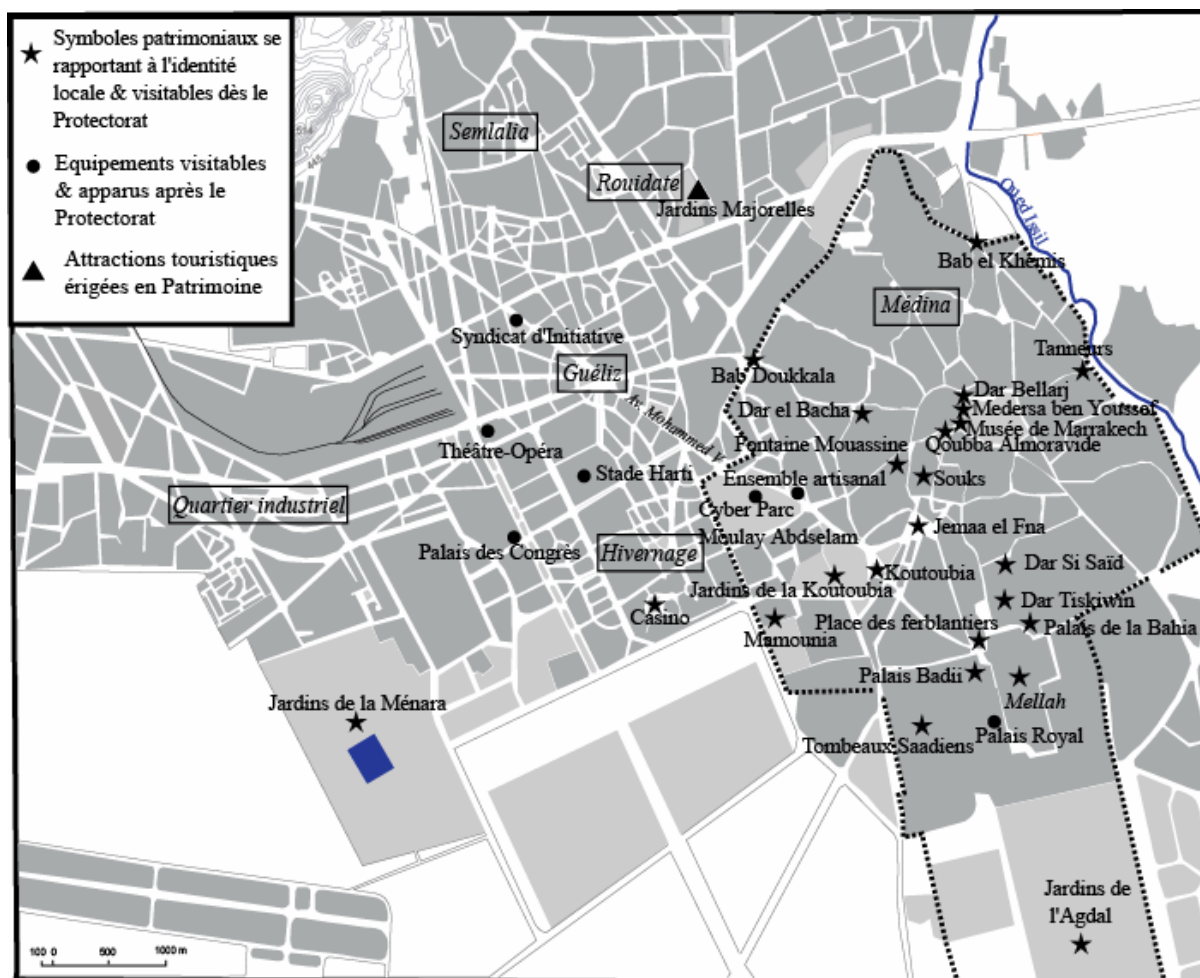 Symboles patrimoniaux se
rapportant à l'identité
locale & visitables dès le
Protectorat
Equipements visitables
& apparus après le
Protectorat
Attractions touristiques
érigées en Patrimoine
514
Semlalia
Rouidate
Jardins Majorelles
Oued Issil
Bab el Khemis
Médina
Syndicat d'Initiative
Guéliz
Av. Mohammed V
Bab Doukkala
Tanneurs
Dar Bellarj
Dar el Bacha
Medersa ben Youssef
Musée de Marrakech
Qoubba Almoravide
Fontaine Mouassine
Théâtre-Opéra
Stade Harti
Ensemble artisanal
Souks
Quartier industriel
Cyber Parc
Moulay Abdselam
Jemaa el Fna
Palais des Congrès
Hivernage
Koutoubia
Dar Si Saïd
Jardins de la Koutoubia
Dar Tiskiwin
Casino
Mamounia
Place des ferblantiers
Palais de la Bahia
Palais Badii
Mellah
Jardins de la Ménara
Tombeaux Saadiens
Palais Royal
Jardins de
l'Agdal
100 0 500 1000 m